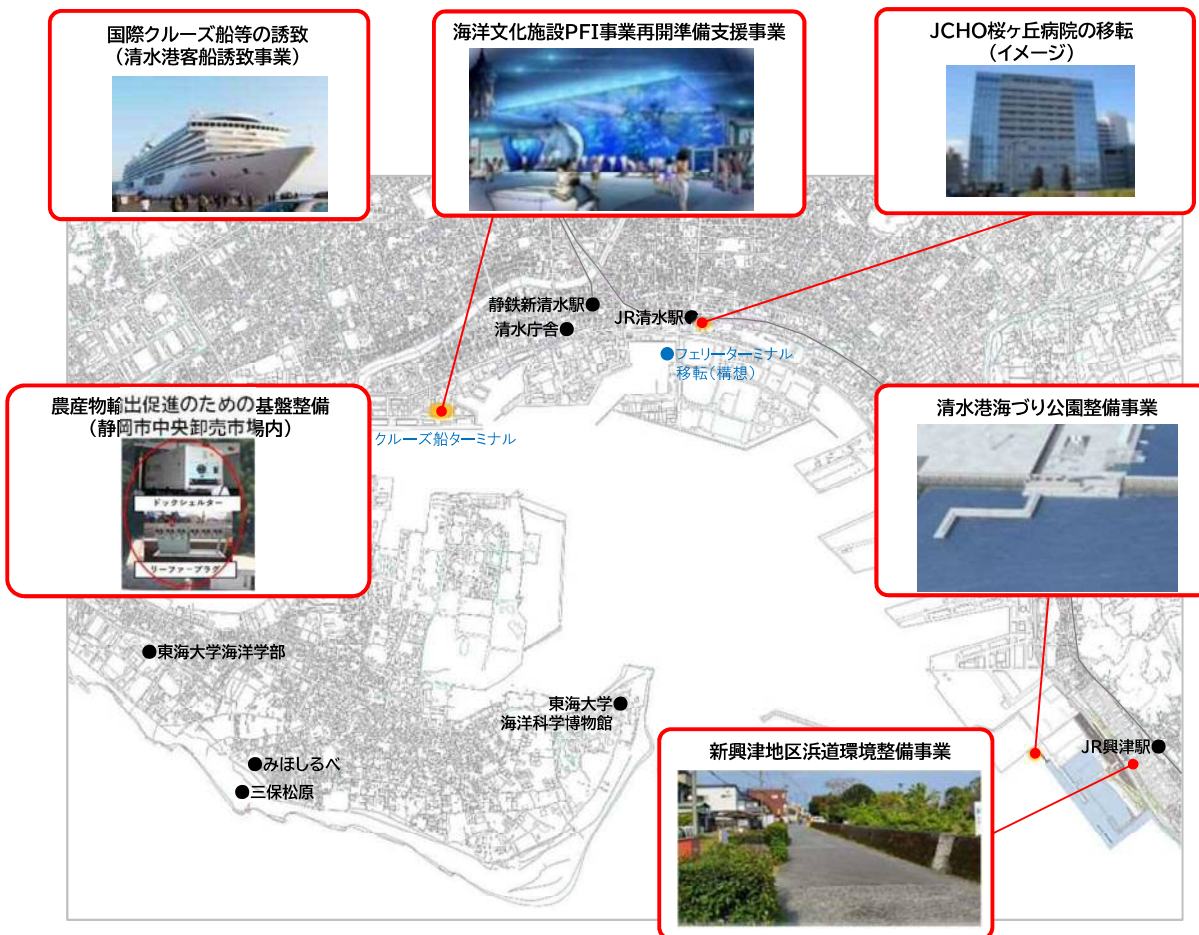 国際クルーズ船等の誘致
(清水港客船誘致事業)
海洋文化施設PFI事業再開準備支援事業
JCHO桜ヶ丘病院の移転
(イメージ)
静鉄新清水駅
清水庁舎
JR清水駅
フェリーターミナル
移転(構想)
クルーズ船ターミナル
農産物輸出促進のための基盤整備
(静岡市中央卸売市場内)
ドックシェルター
リーファープラグ
清水港海づり公園整備事業
東海大学海洋学部
東海大学
海洋科学博物館
みほしるべ
三保松原
新興津地区浜道環境整備事業
JR興津駅